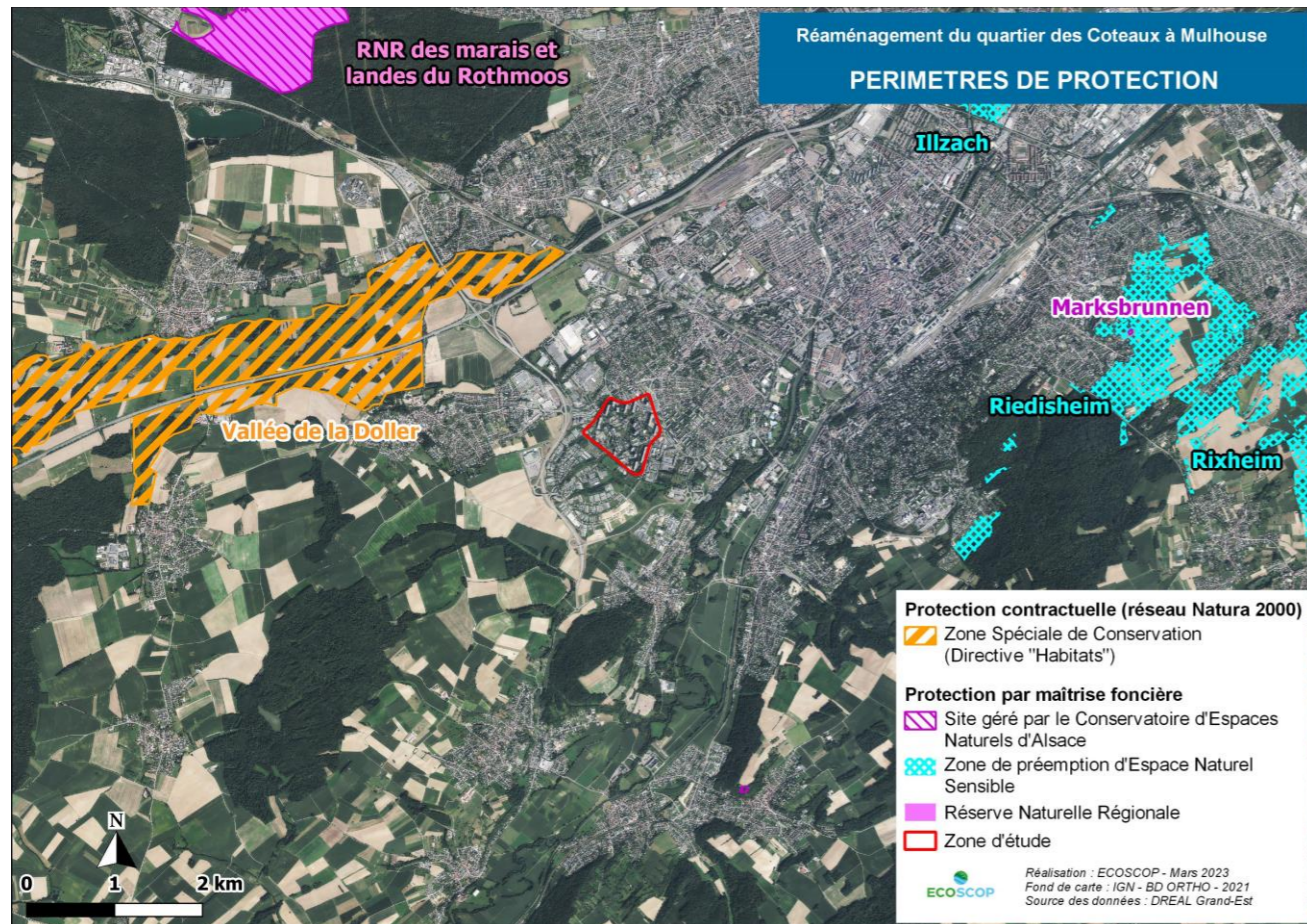 Réaménagement du quartier des Coteaux à Mulhouse
PERIMETRES DE PROTECTION
RNR des marais et
landes du Rothmoos
Illzach
Marksbrunnen
Riedisheim
Rixheim
Vallée de la Doller
Protection contractuelle (réseau Natura 2000)
Zone Spéciale de Conservation
(Directive "Habitats")
Protection par maîtrise foncière
Site géré par le Conservatoire d'Espaces
Naturels d'Alsace
Zone de préemption d'Espace Naturel
Sensible
Réserve Naturelle Régionale
Zone d'étude
N
0 1 2 km
ECOSCOP
Réalisation : ECOSCOP - Mars 2023
Fond de carte : IGN - BD ORTHO - 2021
Source des données : DREAL Grand-Est